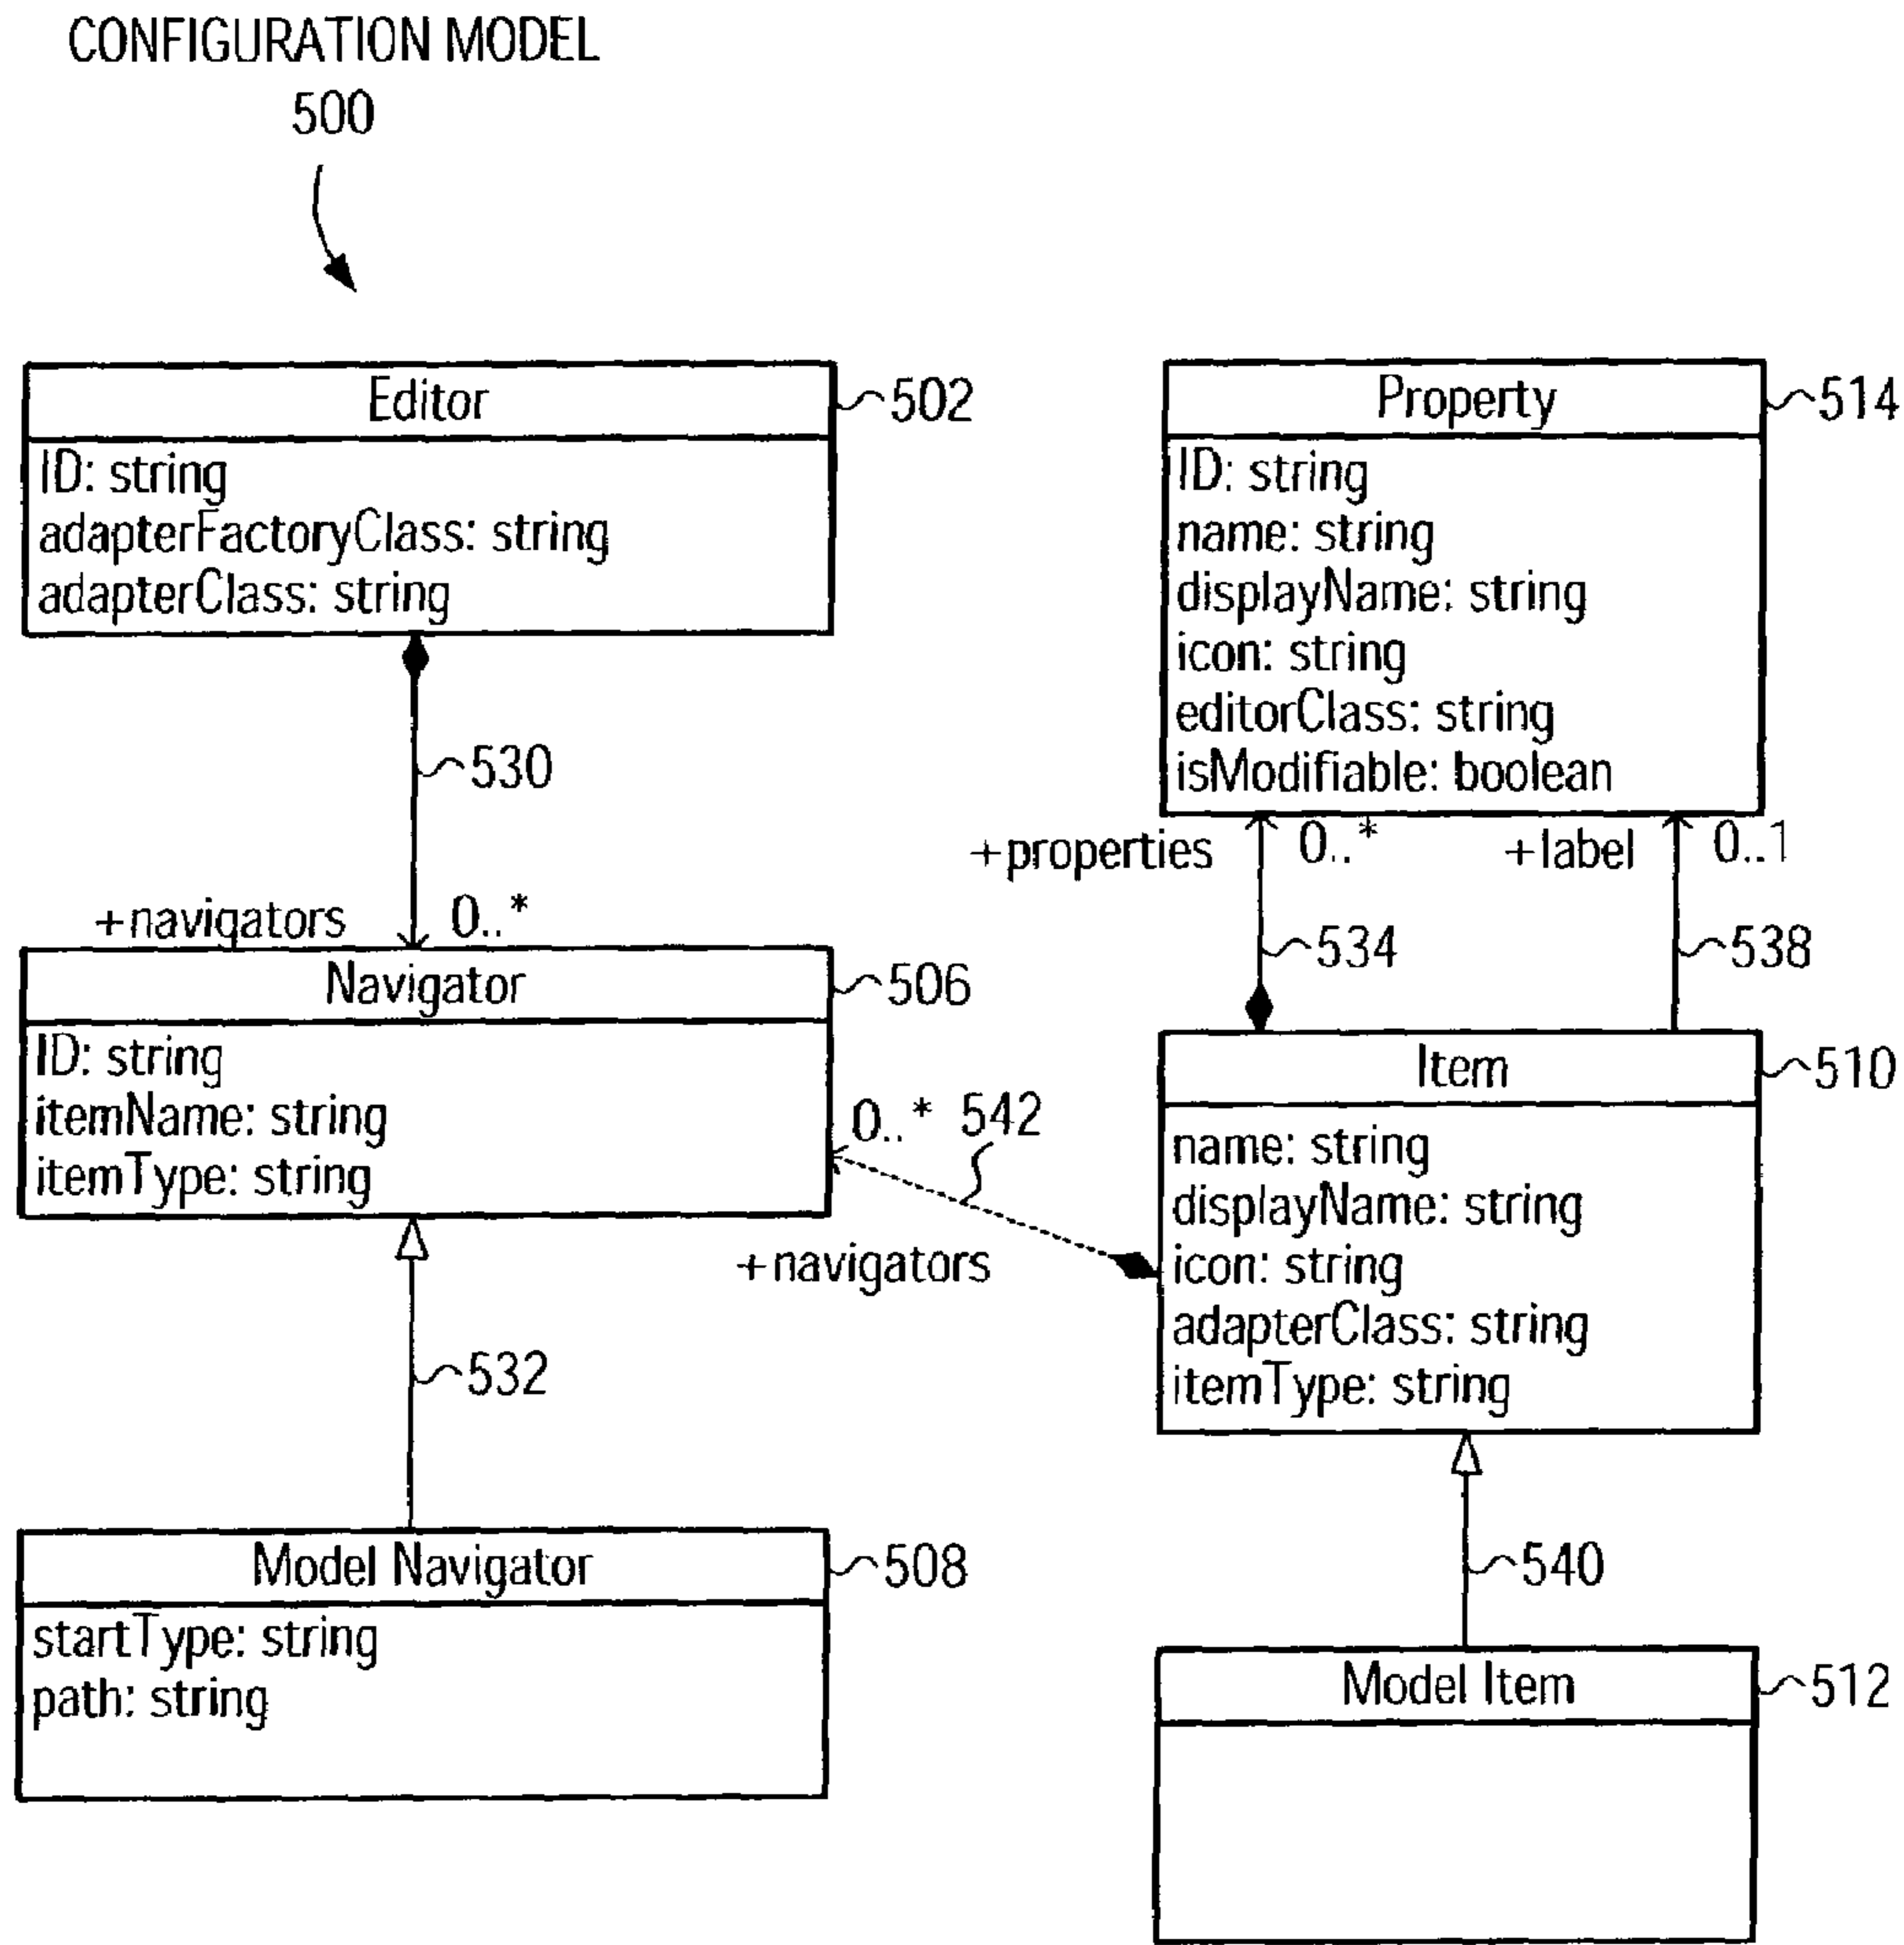 CONFIGURATION MODEL
500
Editor
502
ID: string
adapterFactoryClass: string
adapterClass: string
530
+navigators
0..*
Navigator
506
ID: string
itemName: string
itemType: string
532
Model Navigator
508
startType: string
path: string
Property
514
ID: string
name: string
displayName: string
icon: string
editorClass: string
isModifiable: boolean
+properties
0..*
+label
0..1
534
538
Item
510
name: string
displayName: string
icon: string
adapterClass: string
itemType: string
0..*
542
+navigators
540
Model Item
512